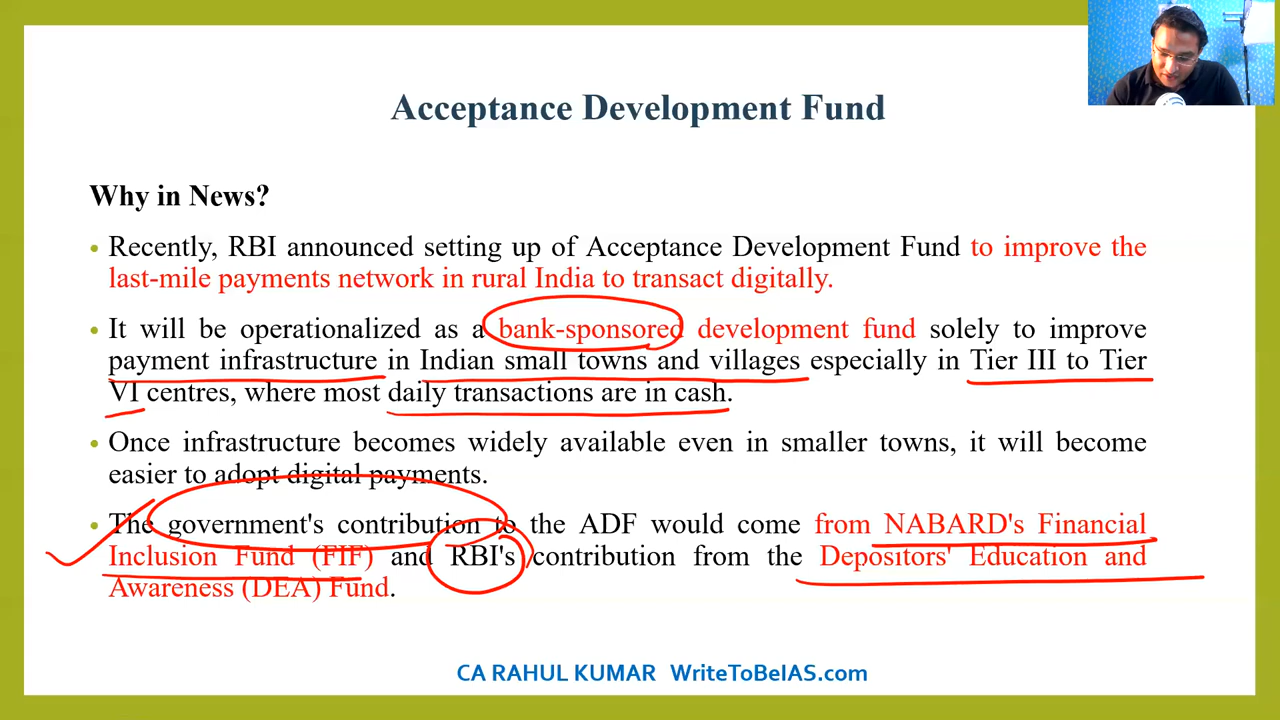 Acceptance Development Fund
Why in News?
• Recently, RBI announced setting up of Acceptance Development Fund to improve the
last-mile payments network in rural India to transact digitally.
• It will be operationalized as a bank-sponsored development fund solely to improve
payment infrastructure in Indian small towns and villages especially in Tier III to Tier
VI centres, where most daily transactions are in cash.
• Once infrastructure becomes widely available even in smaller towns, it will become
easier to adopt digital payments.
• The government's contribution to the ADF would come from NABARD's Financial
Inclusion Fund (FIF) and RBI's contribution from the Depositors' Education and
Awareness (DEA) Fund.
CA RAHUL KUMAR WriteToBeIAS.com